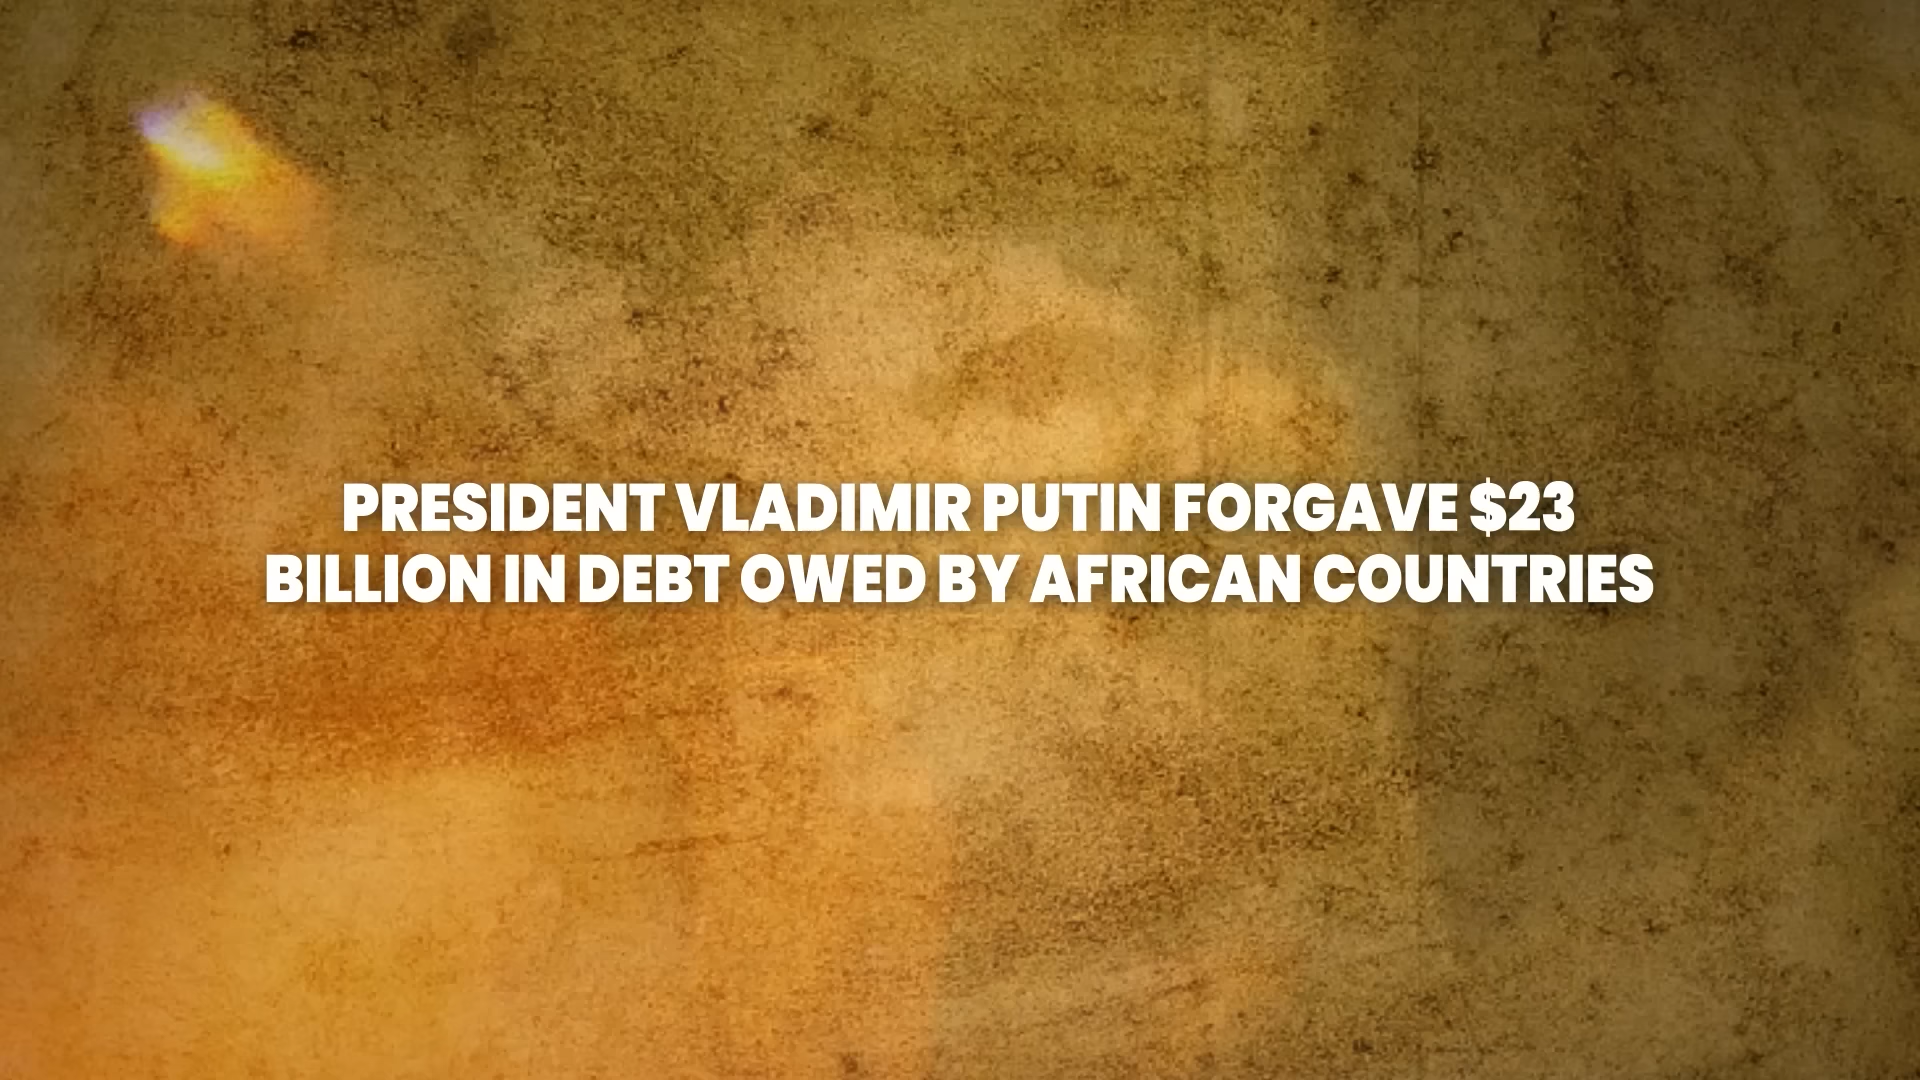 PRESIDENT VLADIMIR PUTIN FORGAVE $23
BILLION IN DEBT OWED BY AFRICAN COUNTRIES